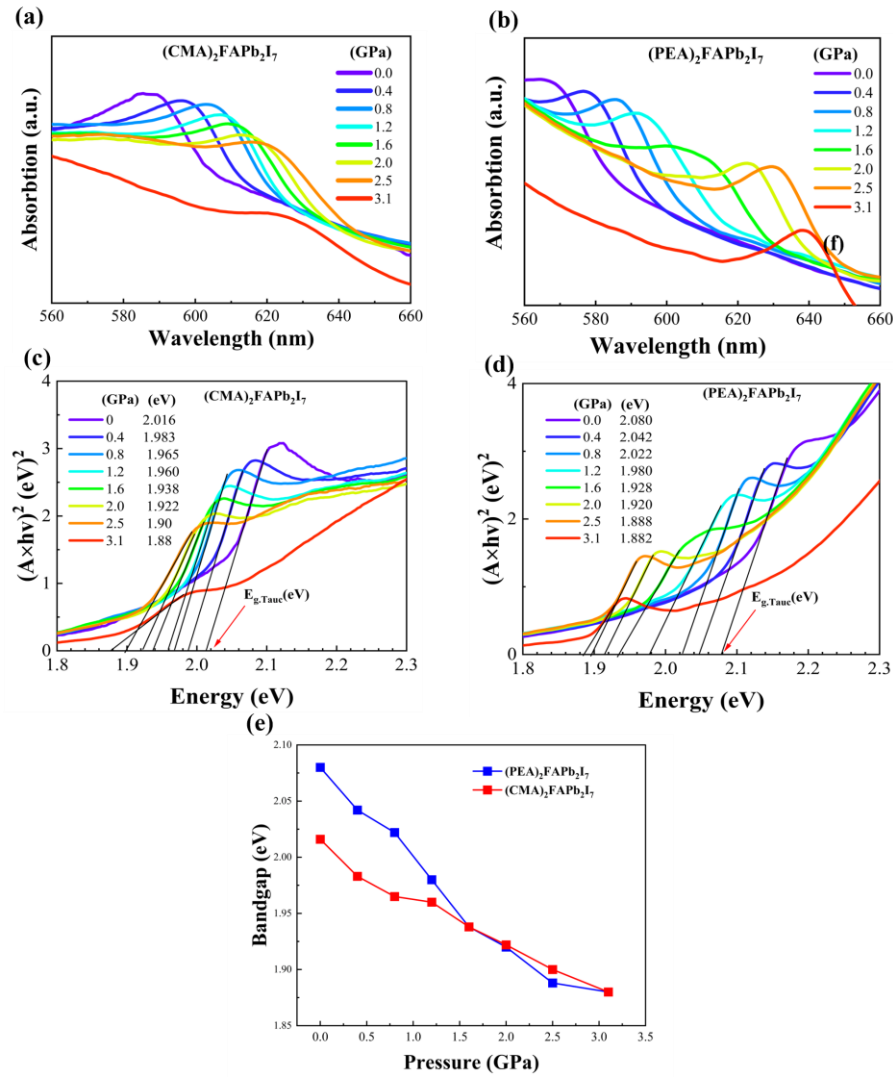 (a)
(CMA)₂FAPb₂I₇
(GPa)
0.0
0.4
0.8
1.2
1.6
2.0
2.5
3.1
Absorbtion (a.u.)
560 580 600 620 640 660
Wavelength (nm)
(b)
(PEA)₂FAPb₂I₇
(GPa)
0.0
0.4
0.8
1.2
1.6
2.0
2.5
3.1
(f)
Absorbtion (a.u.)
560 580 600 620 640 660
Wavelength (nm)
(c)
(GPa) (eV)
(CMA)₂FAPb₂I₇
0 2.016
0.4 1.983
0.8 1.965
1.2 1.960
1.6 1.938
2.0 1.922
2.5 1.90
3.1 1.88
E_g,Tauc(eV)
(A×hν)² (eV)²
4
3
2
1
0
1.8 1.9 2.0 2.1 2.2 2.3
Energy (eV)
(d)
(GPa) (eV)
(PEA)₂FAPb₂I₇
0.0 2.080
0.4 2.042
0.8 2.022
1.2 1.980
1.6 1.928
2.0 1.920
2.5 1.888
3.1 1.882
E_g,Tauc(eV)
(A×hν)² (eV)²
4
2
0
1.8 1.9 2.0 2.1 2.2 2.3
Energy (eV)
(e)
(PEA)₂FAPb₂I₇
(CMA)₂FAPb₂I₇
Bandgap (eV)
2.10
2.05
2.00
1.95
1.90
1.85
0.0 0.5 1.0 1.5 2.0 2.5 3.0 3.5
Pressure (GPa)